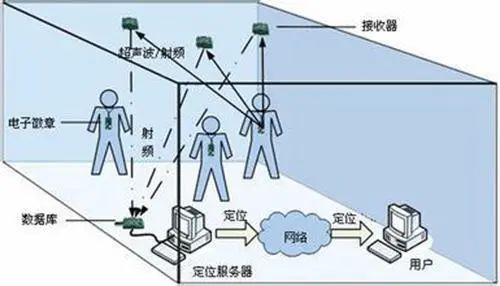 接收器
超声波/射频
电子徽章
射
频
数据库
定位
网络
定位
定位服务器
用户